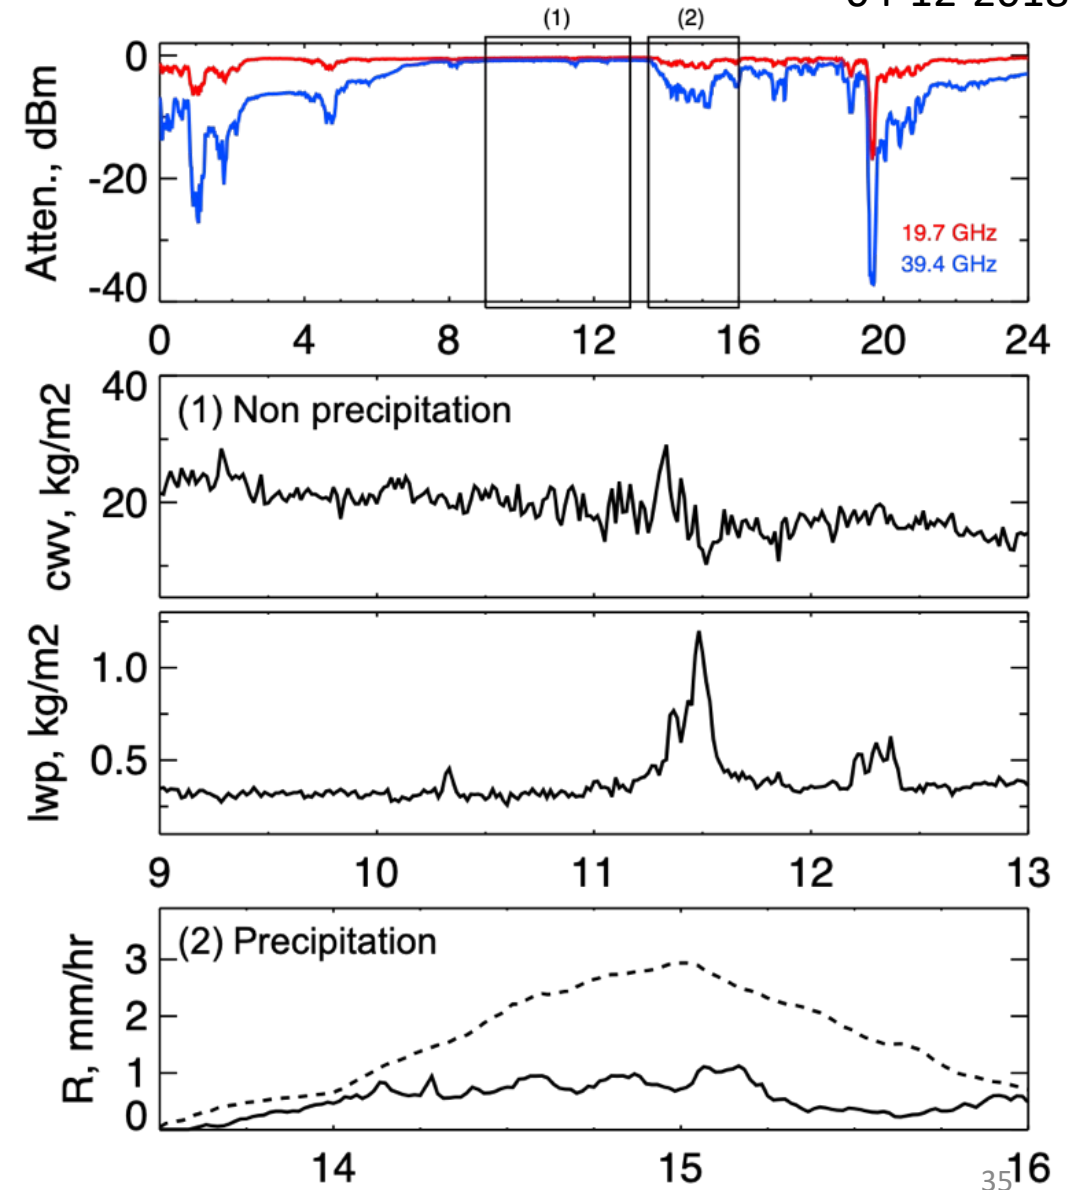 (1) (2)
0
-20
-40
Atten., dBm
19.7 GHz
39.4 GHz
0 4 8 12 16 20 24
40
20
cwv, kg/m2
(1) Non precipitation
1.0
0.5
lwp, kg/m2
9 10 11 12 13
(2) Precipitation
3
2
1
0
R, mm/hr
14 15 16
35